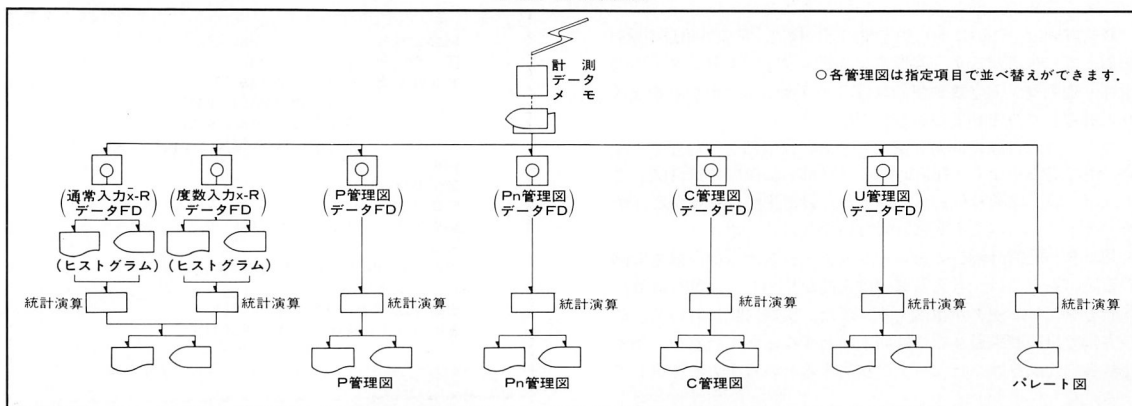 計測
データ
メモ
○各管理図は指定項目で並べ替えができます.
(通常入力x̄-R データFD)
(度数入力x̄-R データFD)
(P管理図 データFD)
(Pn管理図 データFD)
(C管理図 データFD)
(U管理図 データFD)
(ヒストグラム)
(ヒストグラム)
統計演算
統計演算
統計演算
統計演算
統計演算
統計演算
統計演算
P管理図
Pn管理図
C管理図
パレート図